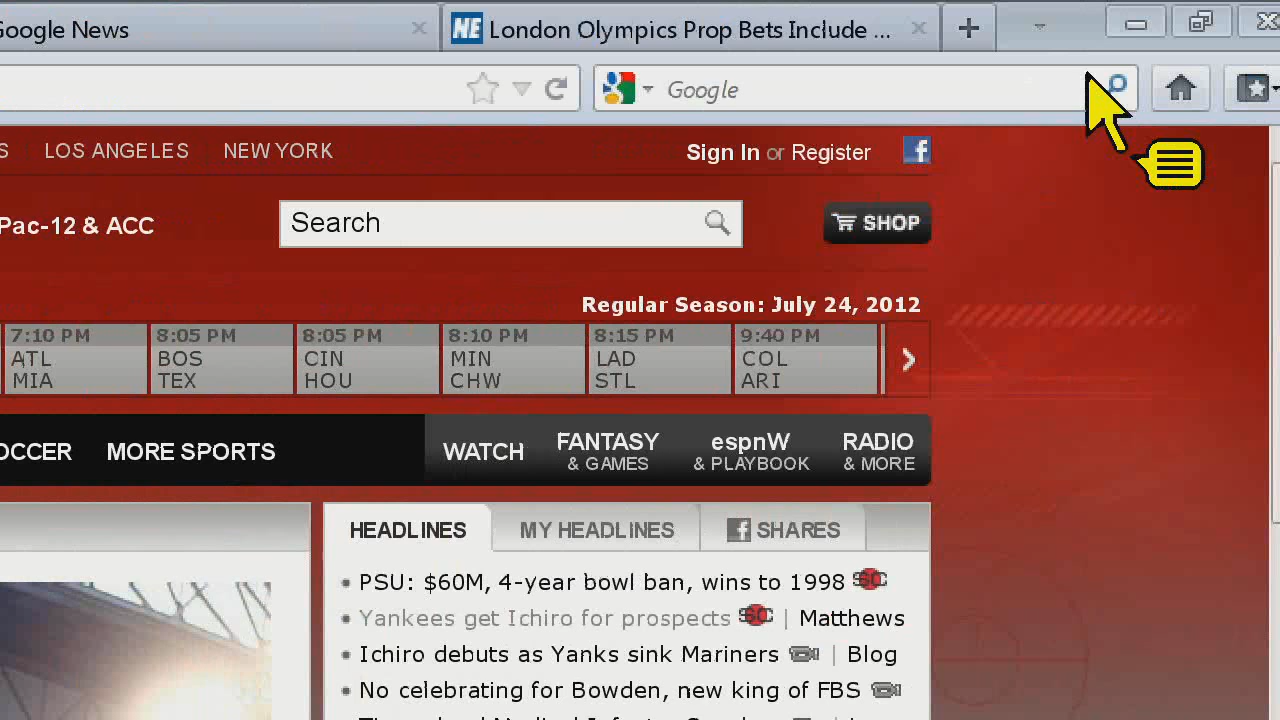 Google News
HE London Olympics Prop Bets Include ...
Google
LOS ANGELES NEW YORK
Sign In or Register
Pac-12 & ACC
Search
SHOP
Regular Season: July 24, 2012
7:10 PM 8:05 PM 8:05 PM 8:10 PM 8:15 PM 9:40 PM
ATL BOS CIN MIN LAD COL
MIA TEX HOU CHW STL ARI
OCCER MORE SPORTS WATCH FANTASY espnW RADIO
& GAMES & PLAYBOOK & MORE
HEADLINES MY HEADLINES f SHARES
PSU: $60M, 4-year bowl ban, wins to 1998 SC
Yankees get Ichiro for prospects SC | Matthews
Ichiro debuts as Yanks sink Mariners | Blog
No celebrating for Bowden, new king of FBS